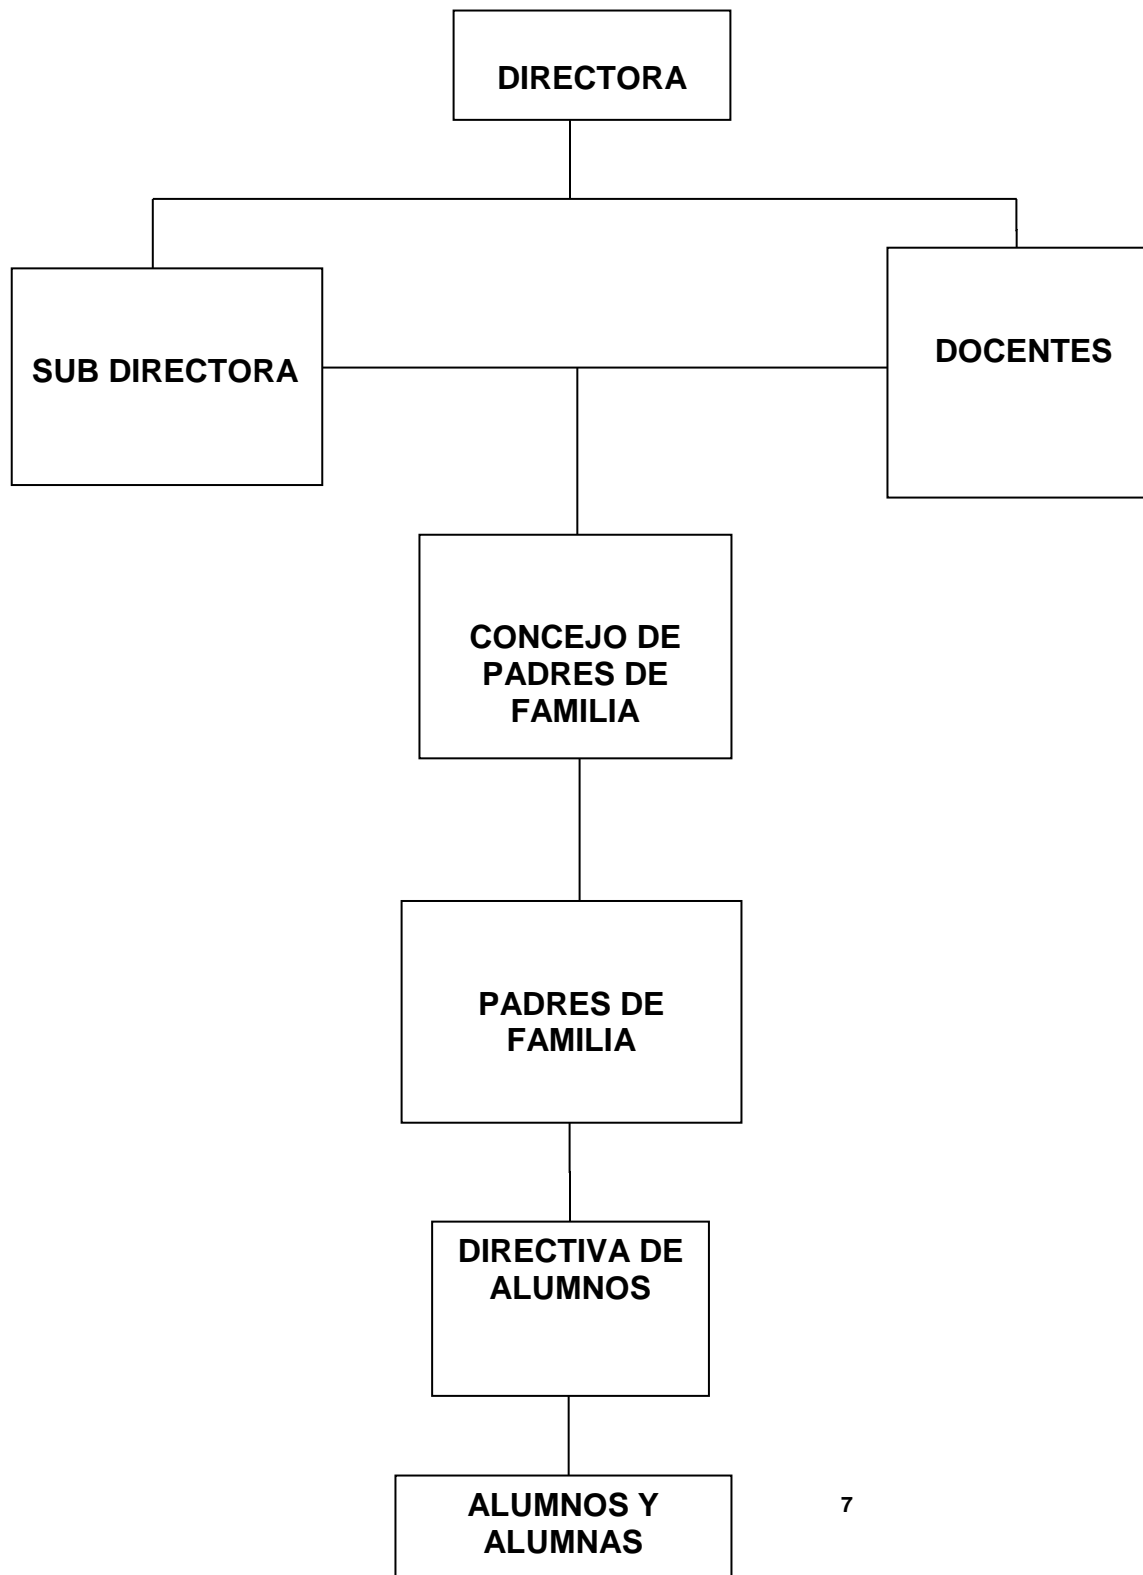 DIRECTORA
SUB DIRECTORA
DOCENTES
CONCEJO DE
PADRES DE
FAMILIA
PADRES DE
FAMILIA
DIRECTIVA DE
ALUMNOS
ALUMNOS Y
ALUMNAS
7